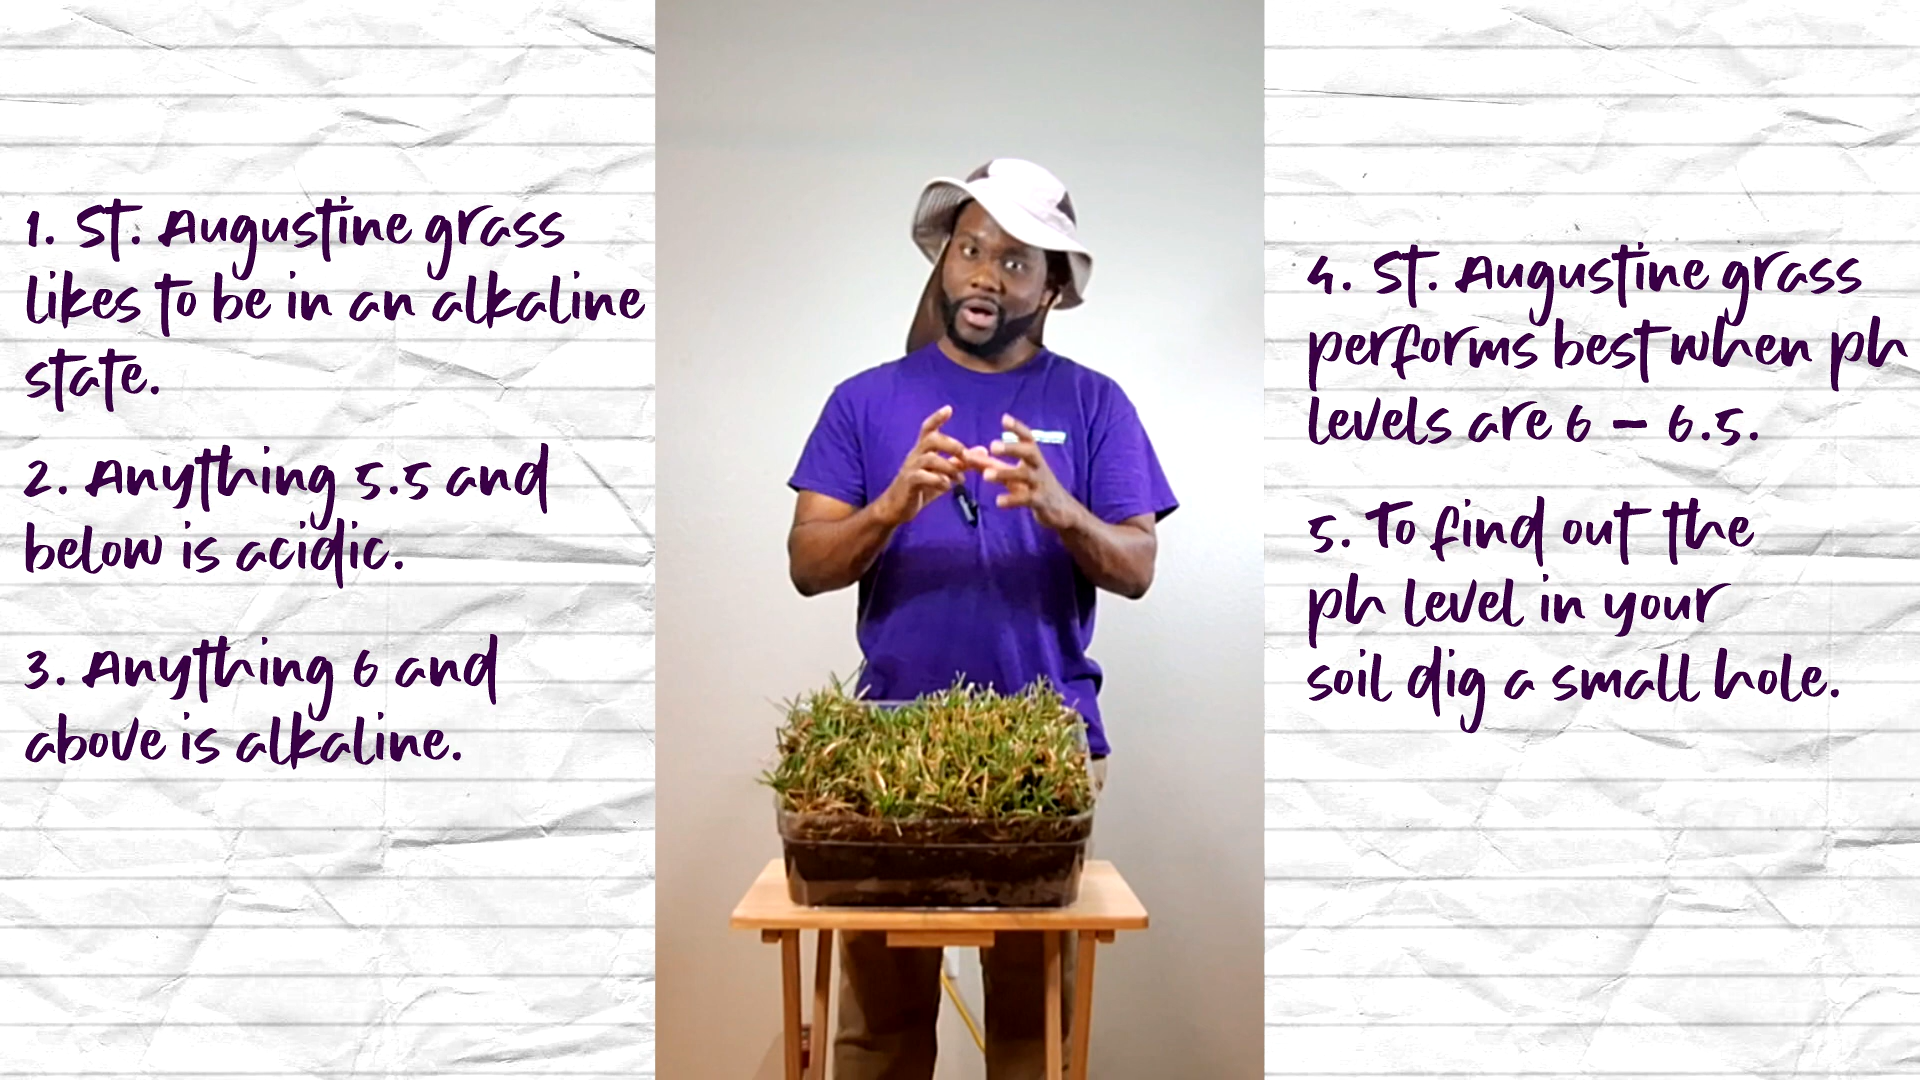 1. St. Augustine grass
likes to be in an alkaline
state.
2. Anything 5.5 and
below is acidic.
3. Anything 6 and
above is alkaline.
4. St. Augustine grass
performs best when ph
levels are 6 – 6.5.
5. To find out the
ph level in your
soil dig a small hole.